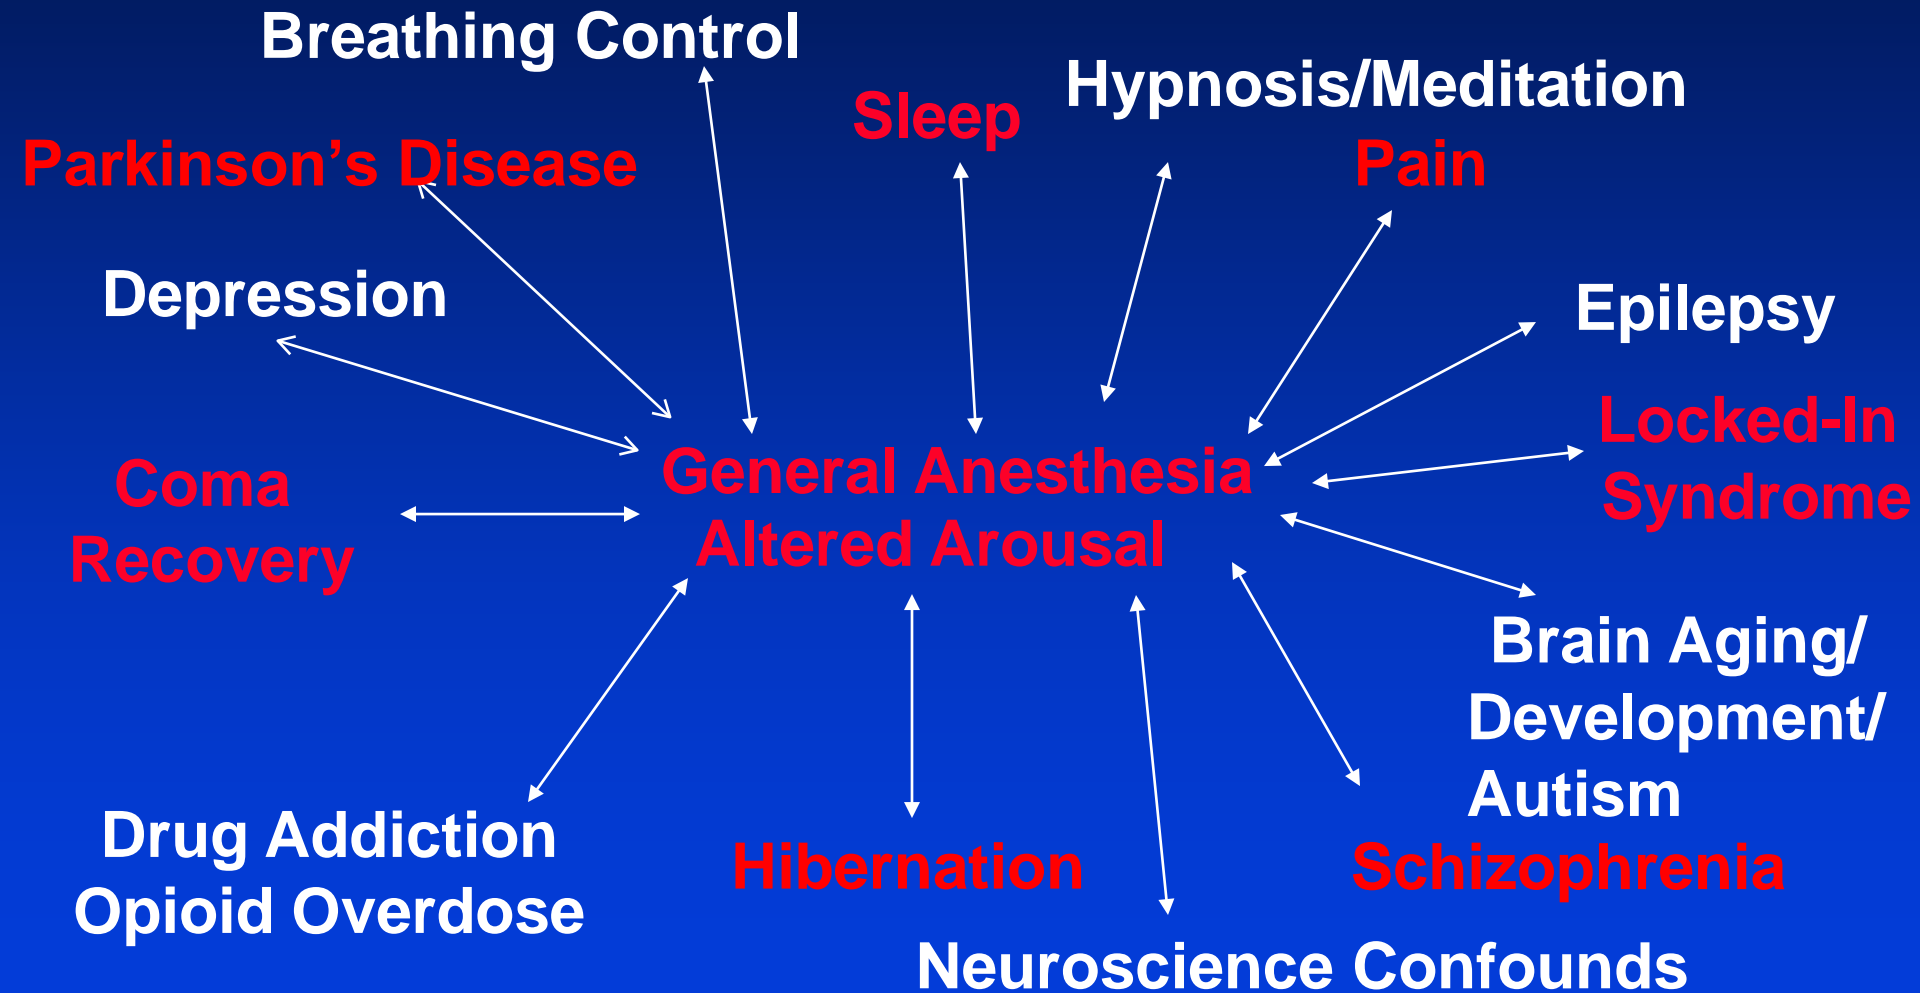 Breathing Control
Hypnosis/Meditation
Sleep
Parkinson’s Disease
Pain
Depression
Epilepsy
Locked-In
Syndrome
General Anesthesia
Altered Arousal
Coma
Recovery
Brain Aging/
Development/
Autism
Drug Addiction
Opioid Overdose
Hibernation
Schizophrenia
Neuroscience Confounds